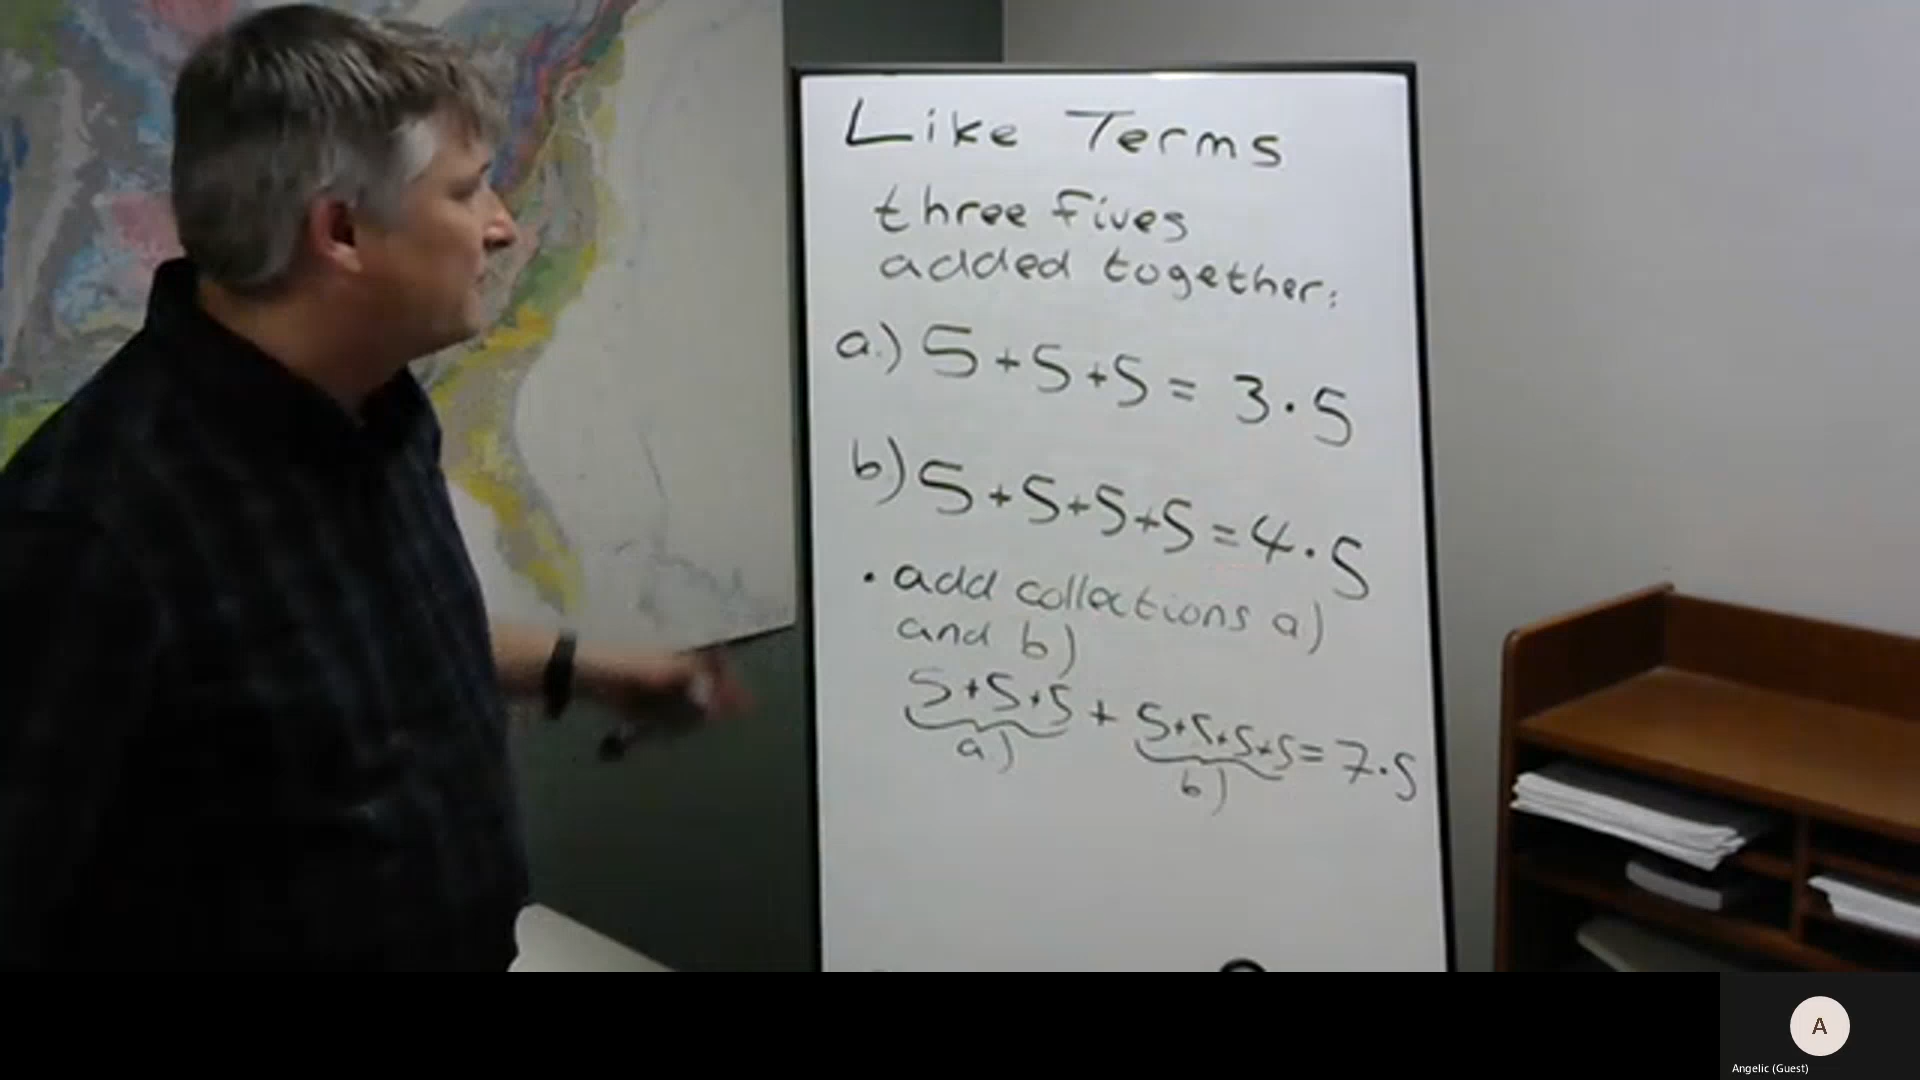 Like Terms
three fives
added together:
a.) 5+5+5= 3·5
b.) 5+5+5+5=4·5
• add collections a)
and b)
5+5+5 + 5+5+5+5=7·5
a) b)
Angelic (Guest)
A